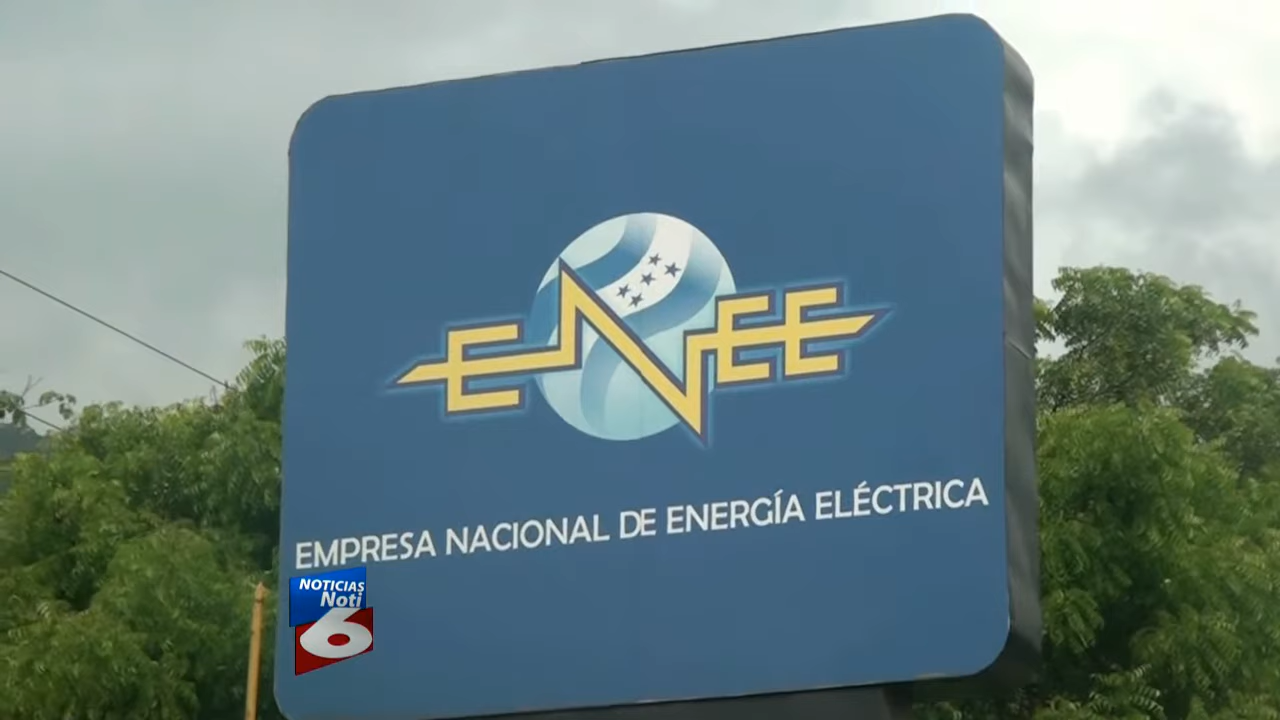 ENEE
EMPRESA NACIONAL DE ENERGÍA ELÉCTRICA
NOTICIAS
Noti
6